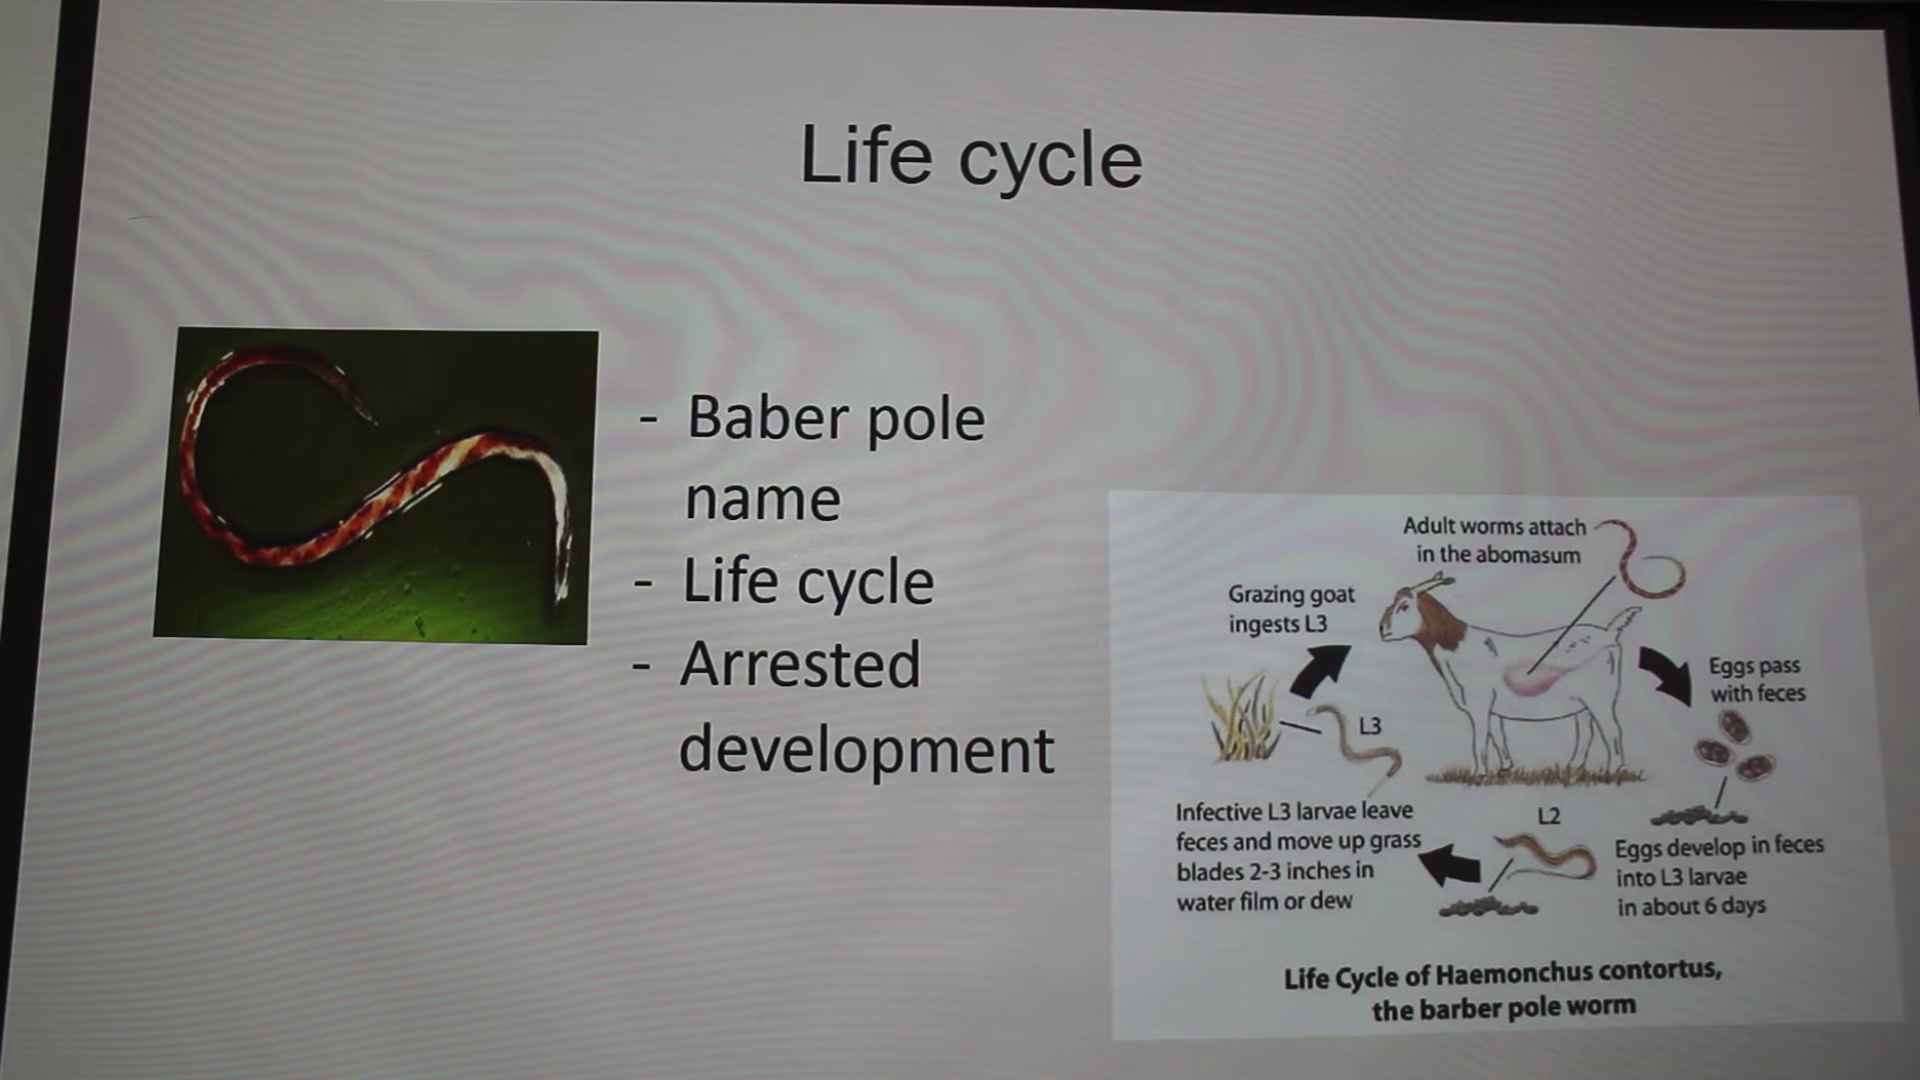 Life cycle
- Baber pole
name
- Life cycle
- Arrested
development
Adult worms attach
in the abomasum
Grazing goat
ingests L3
Eggs pass
with feces
L3
Infective L3 larvae leave
feces and move up grass
blades 2-3 inches in
water film or dew
L2
Eggs develop in feces
into L3 larvae
in about 6 days
Life Cycle of Haemonchus contortus,
the barber pole worm